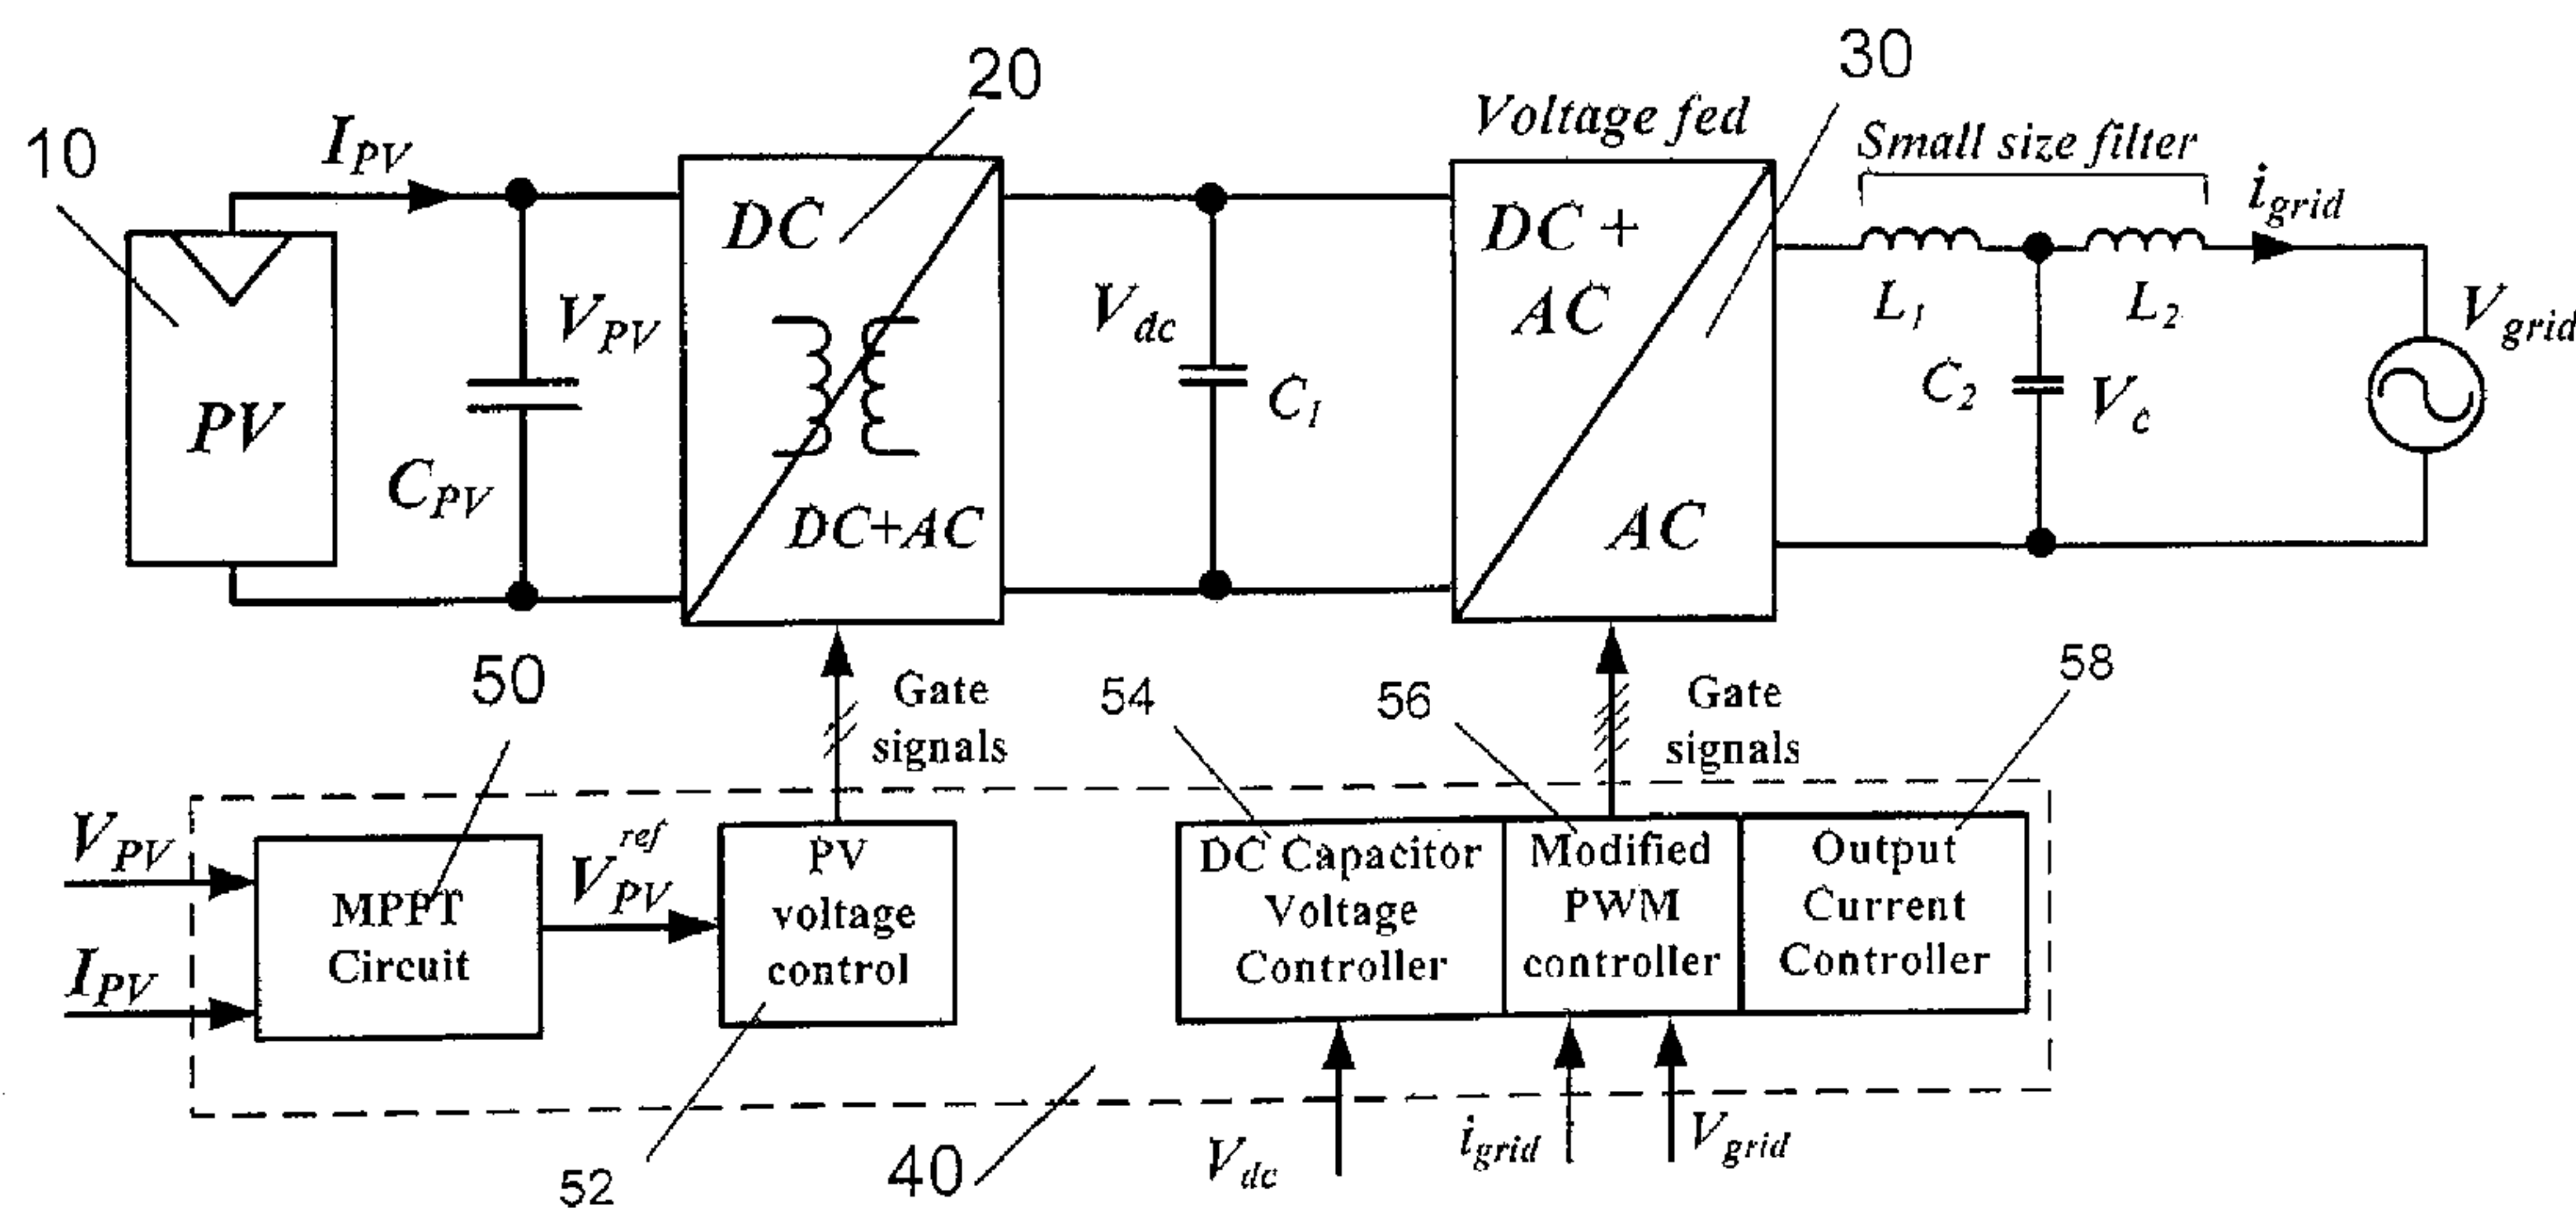 10
I_PV
20
Voltage fed
30
Small size filter
i_grid
PV
C_PV
V_PV
DC
DC+AC
V_dc
C_1
DC +
AC
AC
L_1
L_2
C_2
V_c
V_grid
50
Gate
signals
54
56
Gate
signals
58
V_PV
I_PV
MPPT
Circuit
V_PV^ref
PV
voltage
control
DC Capacitor
Voltage
Controller
Modified
PWM
controller
Output
Current
Controller
52
40
V_dc
i_grid
V_grid